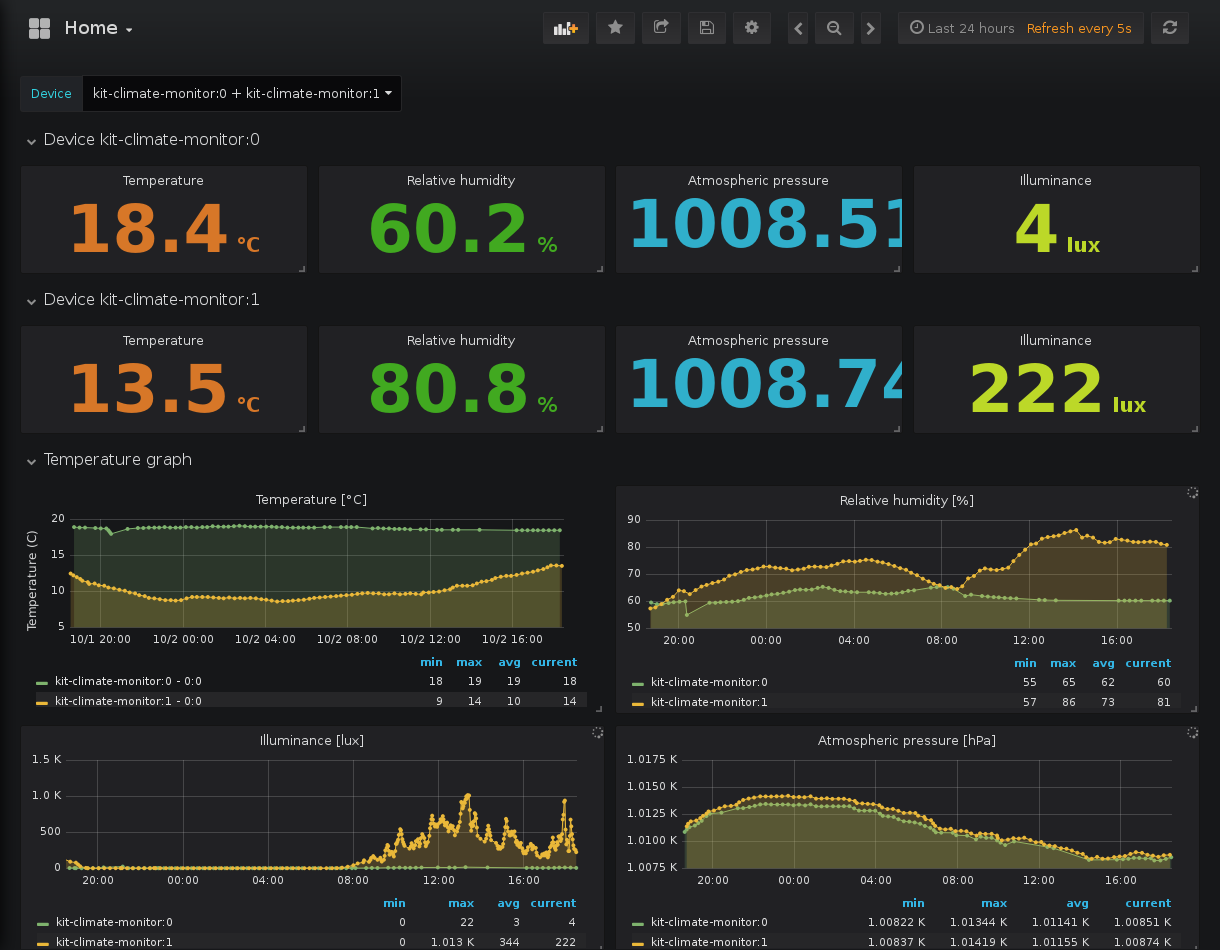 Home
Last 24 hours Refresh every 5s
Device kit-climate-monitor:0 + kit-climate-monitor:1
Device kit-climate-monitor:0
Temperature Relative humidity Atmospheric pressure Illuminance
18.4 °C 60.2 % 1008.51 4 lux
Device kit-climate-monitor:1
Temperature Relative humidity Atmospheric pressure Illuminance
13.5 °C 80.8 % 1008.74 222 lux
Temperature graph
Temperature [°C]
Temperature (C)
20
15
10
5
10/1 20:00 10/2 00:00 10/2 04:00 10/2 08:00 10/2 12:00 10/2 16:00
min max avg current
kit-climate-monitor:0 - 0:0 18 19 19 18
kit-climate-monitor:1 - 0:0 9 14 10 14
Relative humidity [%]
90
80
70
60
50
20:00 00:00 04:00 08:00 12:00 16:00
min max avg current
kit-climate-monitor:0 55 65 62 60
kit-climate-monitor:1 57 86 73 81
Illuminance [lux]
1.5 K
1.0 K
500
0
20:00 00:00 04:00 08:00 12:00 16:00
min max avg current
kit-climate-monitor:0 0 22 3 4
kit-climate-monitor:1 0 1.013 K 344 222
Atmospheric pressure [hPa]
1.0175 K
1.0150 K
1.0125 K
1.0100 K
1.0075 K
20:00 00:00 04:00 08:00 12:00 16:00
min max avg current
kit-climate-monitor:0 1.00822 K 1.01344 K 1.01141 K 1.00851 K
kit-climate-monitor:1 1.00837 K 1.01419 K 1.01155 K 1.00874 K